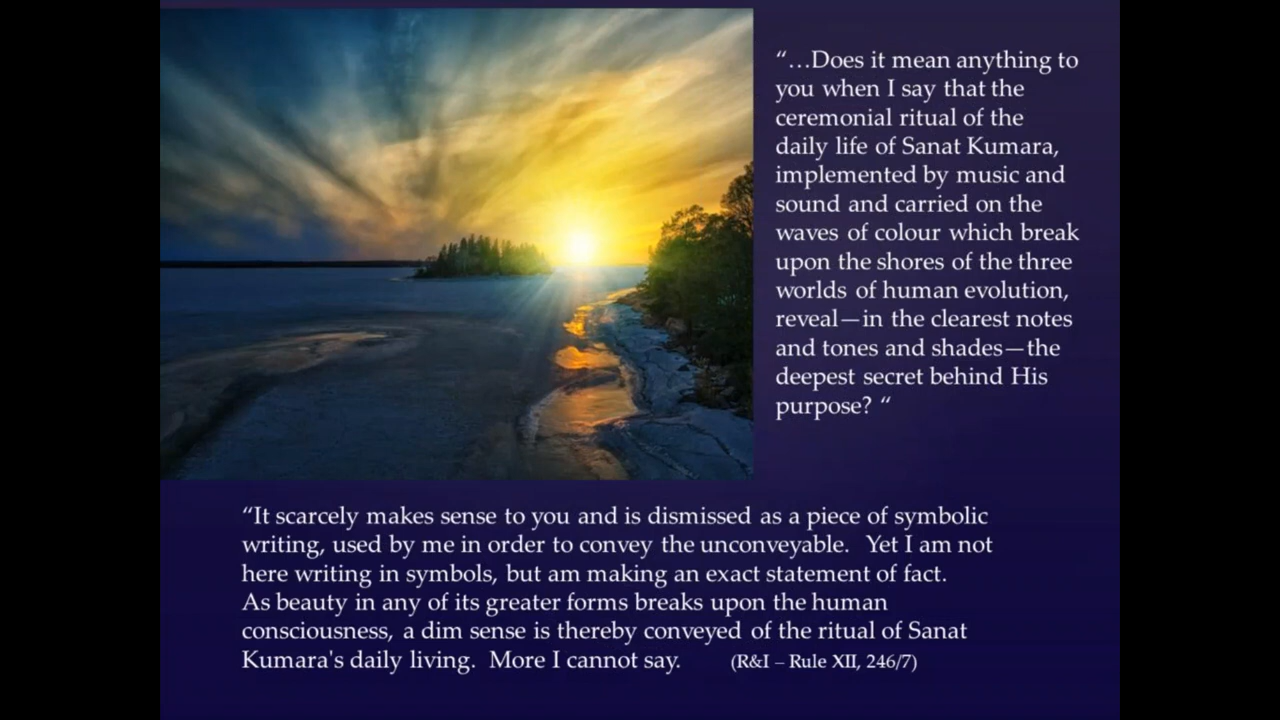 “…Does it mean anything to
you when I say that the
ceremonial ritual of the
daily life of Sanat Kumara,
implemented by music and
sound and carried on the
waves of colour which break
upon the shores of the three
worlds of human evolution,
reveal—in the clearest notes
and tones and shades—the
deepest secret behind His
purpose? “
“It scarcely makes sense to you and is dismissed as a piece of symbolic
writing, used by me in order to convey the unconveyable. Yet I am not
here writing in symbols, but am making an exact statement of fact.
As beauty in any of its greater forms breaks upon the human
consciousness, a dim sense is thereby conveyed of the ritual of Sanat
Kumara's daily living. More I cannot say. (R&I – Rule XII, 246/7)